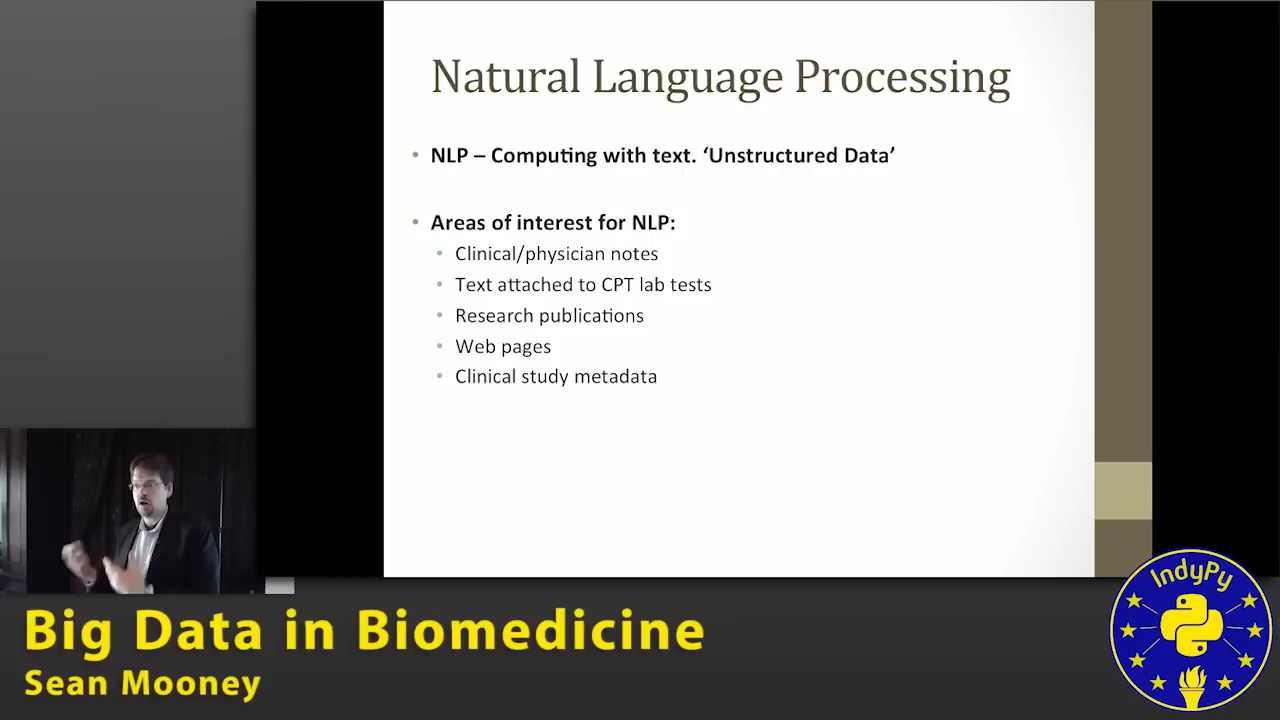 Natural Language Processing
• NLP – Computing with text. ‘Unstructured Data’
• Areas of interest for NLP:
• Clinical/physician notes
• Text attached to CPT lab tests
• Research publications
• Web pages
• Clinical study metadata
Big Data in Biomedicine
Sean Mooney
IndyPy